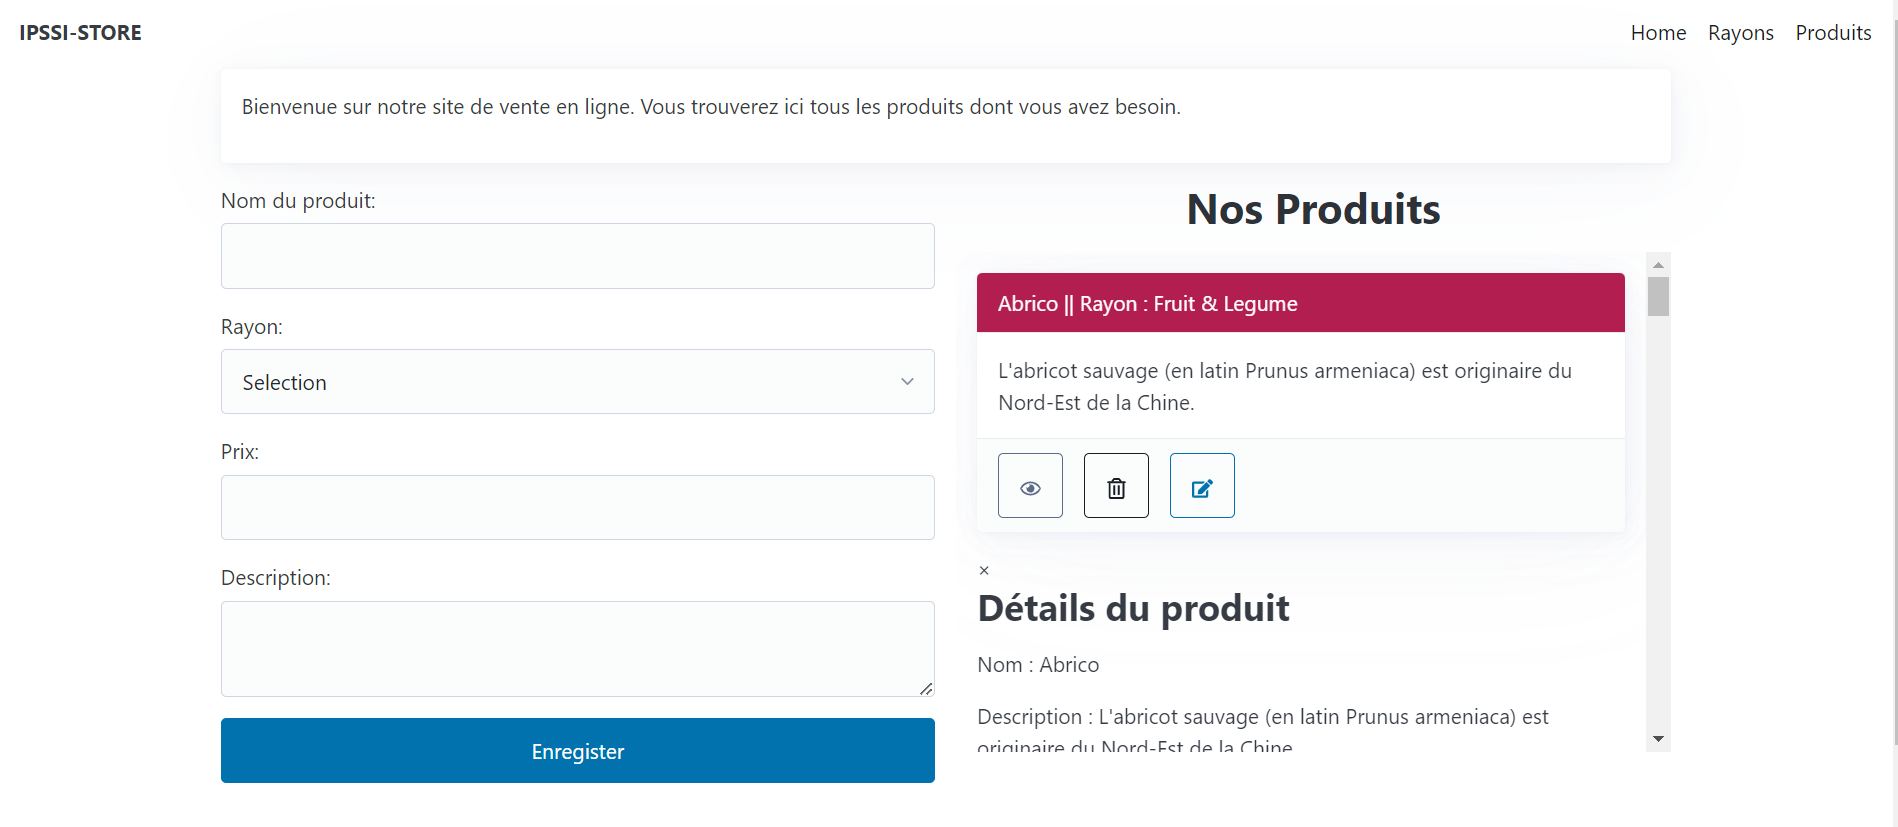 IPSSI-STORE
Home Rayons Produits
Bienvenue sur notre site de vente en ligne. Vous trouverez ici tous les produits dont vous avez besoin.
Nom du produit:
Rayon:
Selection
Prix:
Description:
Enregister
Nos Produits
Abrico || Rayon : Fruit & Legume
L'abricot sauvage (en latin Prunus armeniaca) est originaire du
Nord-Est de la Chine.
×
Détails du produit
Nom : Abrico
Description : L'abricot sauvage (en latin Prunus armeniaca) est
originaire du Nord-Est de la Chine